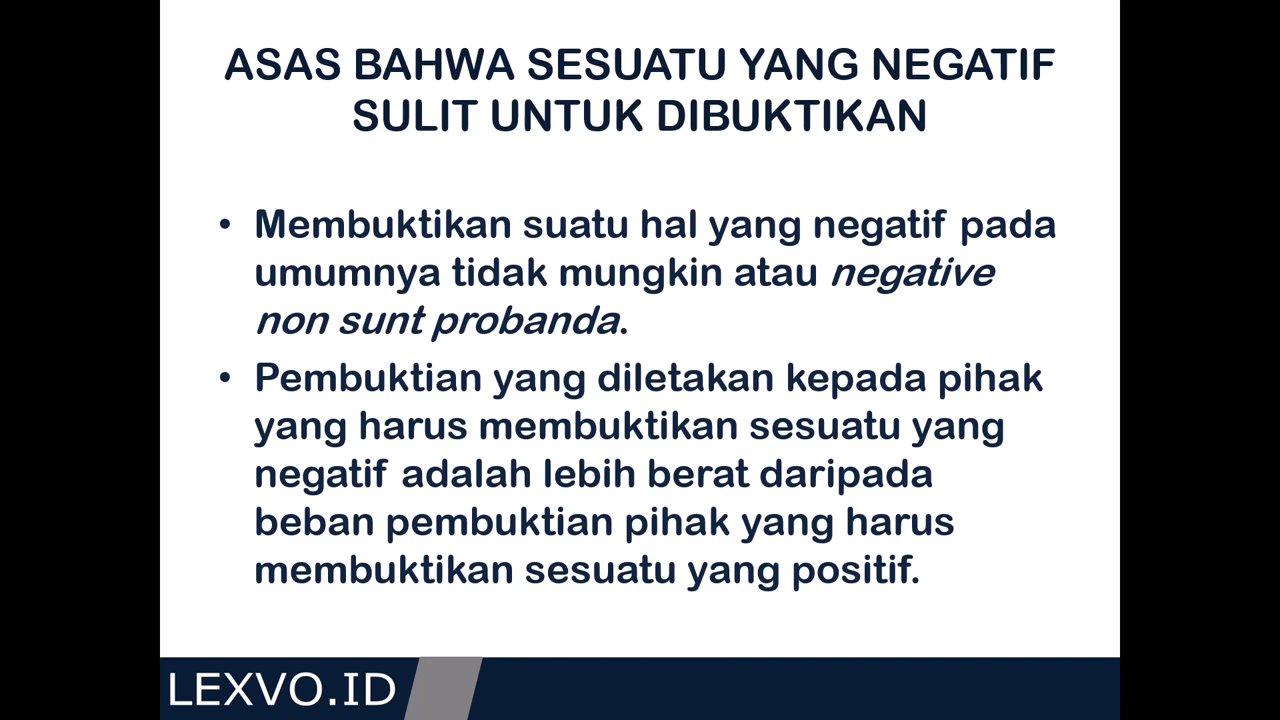 ASAS BAHWA SESUATU YANG NEGATIF
SULIT UNTUK DIBUKTIKAN
• Membuktikan suatu hal yang negatif pada
umumnya tidak mungkin atau negative
non sunt probanda.
• Pembuktian yang diletakan kepada pihak
yang harus membuktikan sesuatu yang
negatif adalah lebih berat daripada
beban pembuktian pihak yang harus
membuktikan sesuatu yang positif.
LEXVO.ID